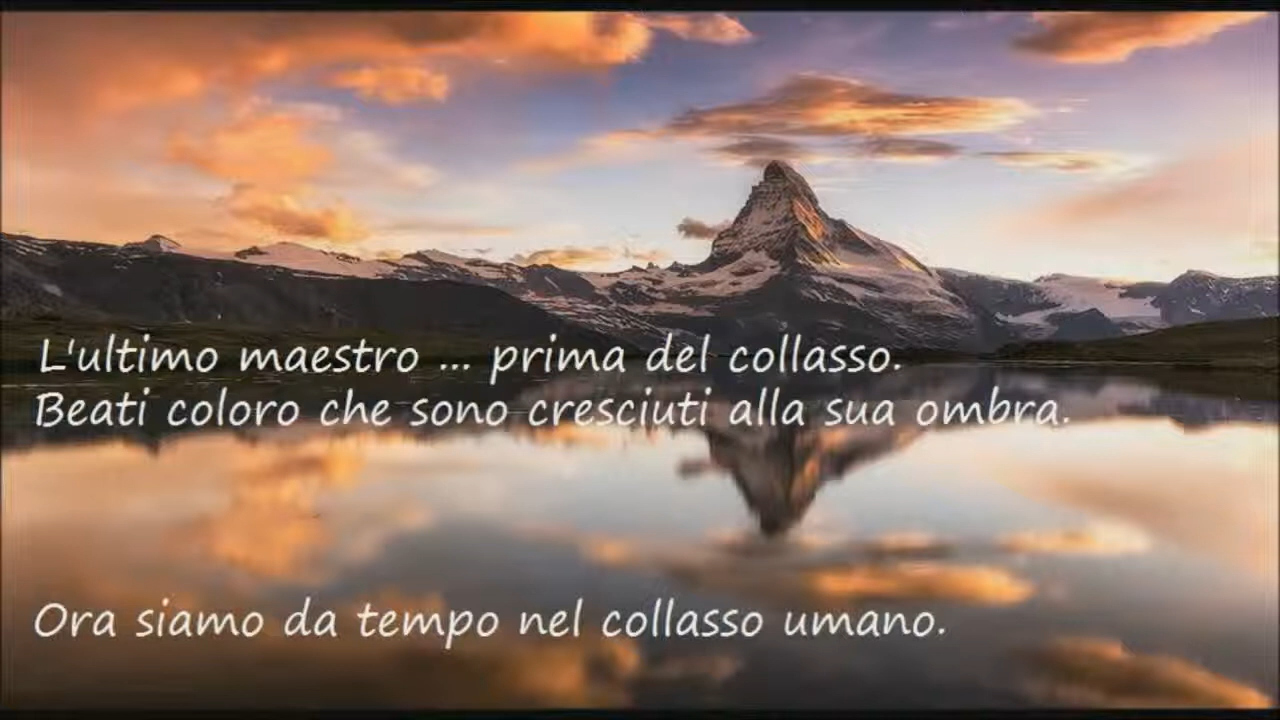 L'ultimo maestro ... prima del collasso.
Beati coloro che sono cresciuti alla sua ombra.
Ora siamo da tempo nel collasso umano.